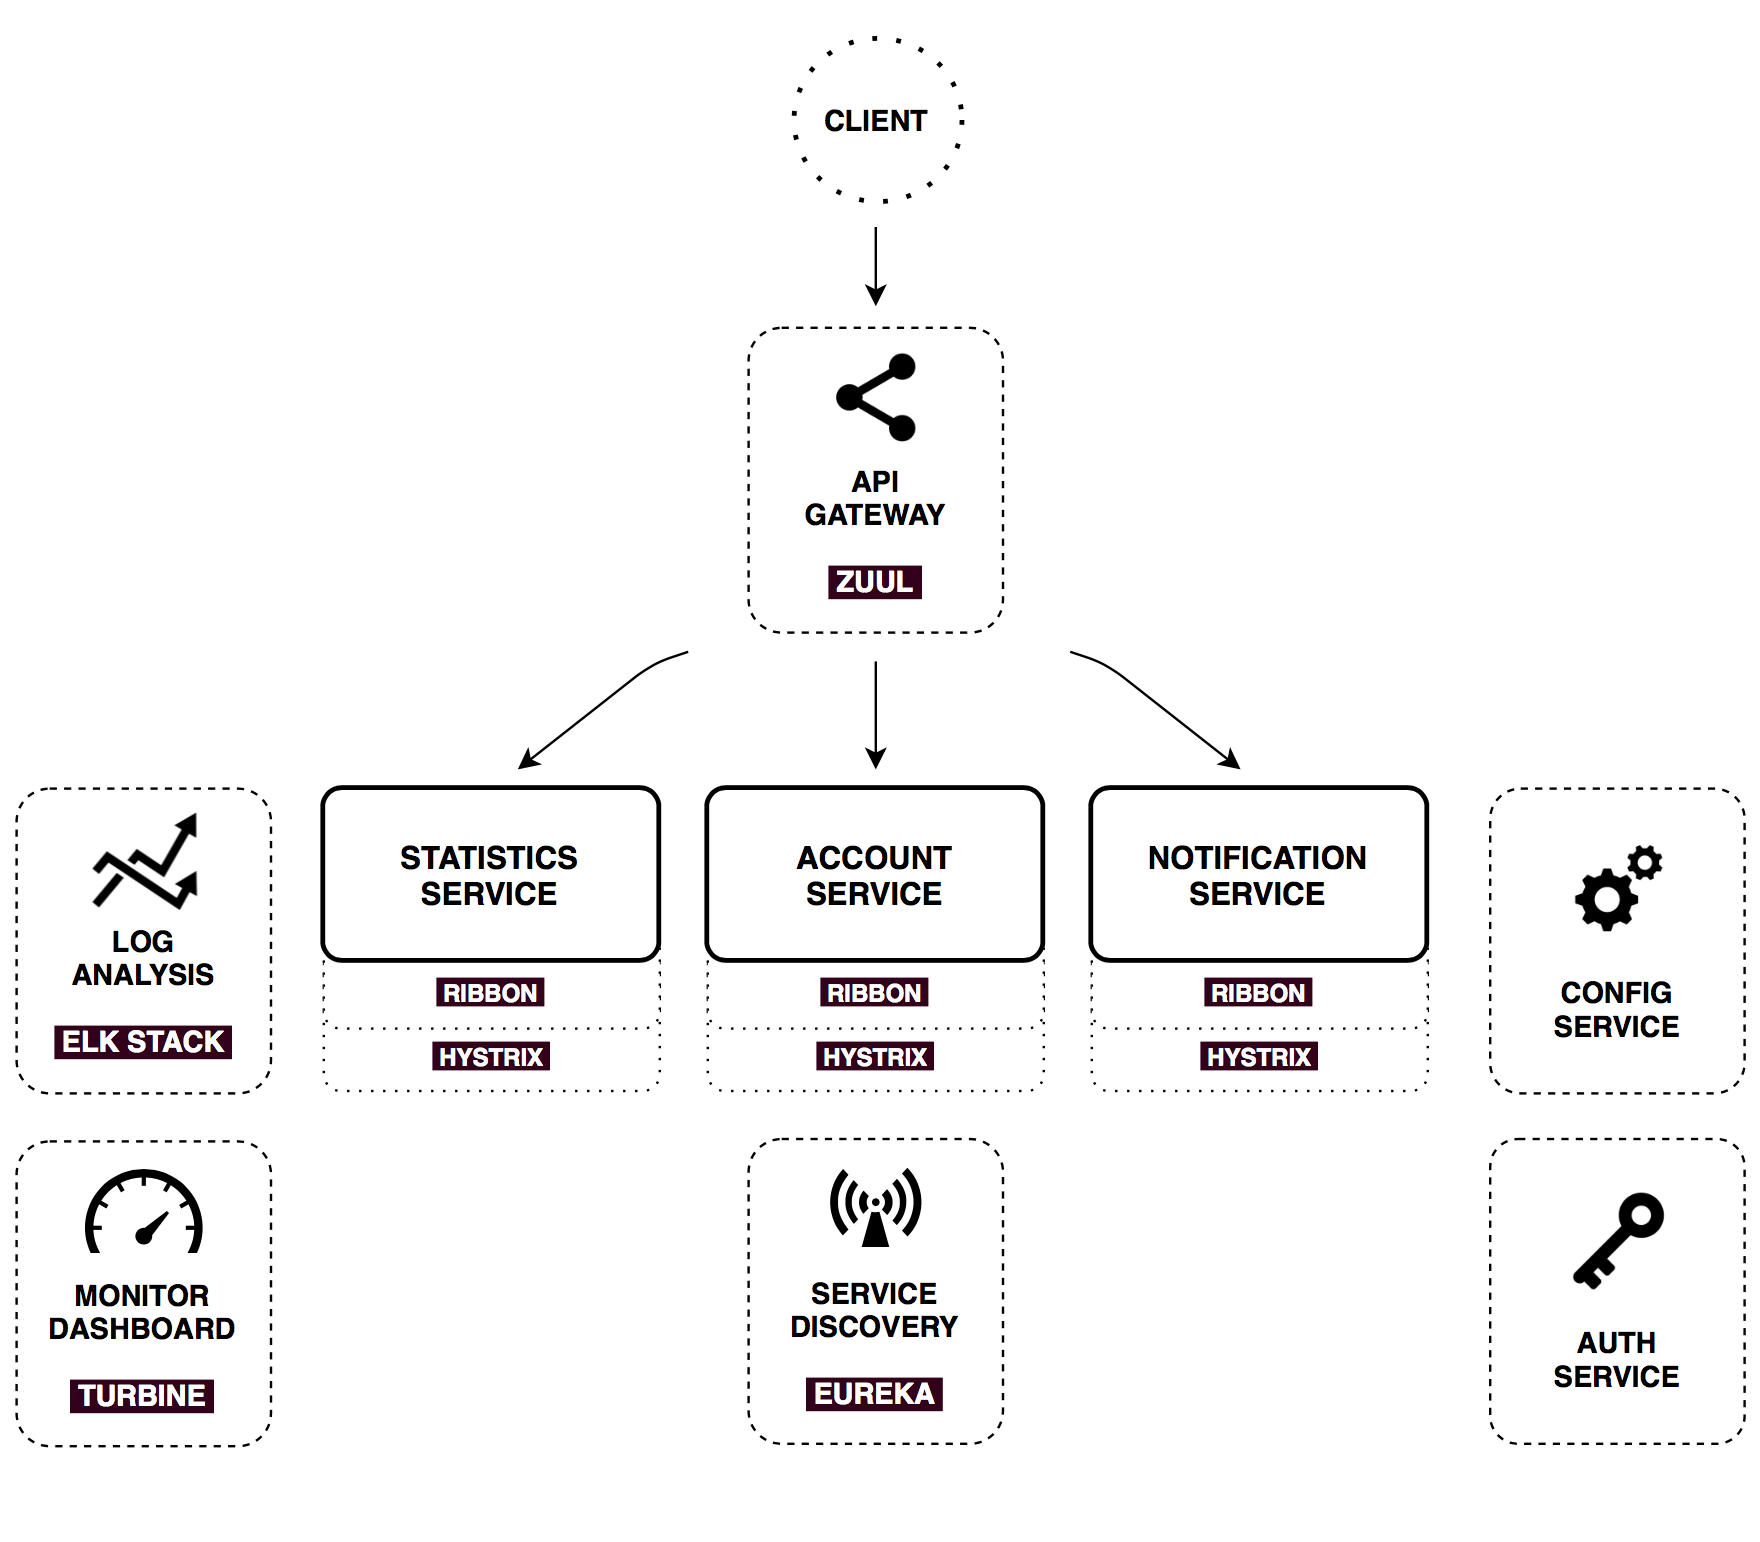 CLIENT
API
GATEWAY
ZUUL
LOG
ANALYSIS
ELK STACK
STATISTICS
SERVICE
RIBBON
HYSTRIX
ACCOUNT
SERVICE
RIBBON
HYSTRIX
NOTIFICATION
SERVICE
RIBBON
HYSTRIX
CONFIG
SERVICE
MONITOR
DASHBOARD
TURBINE
SERVICE
DISCOVERY
EUREKA
AUTH
SERVICE